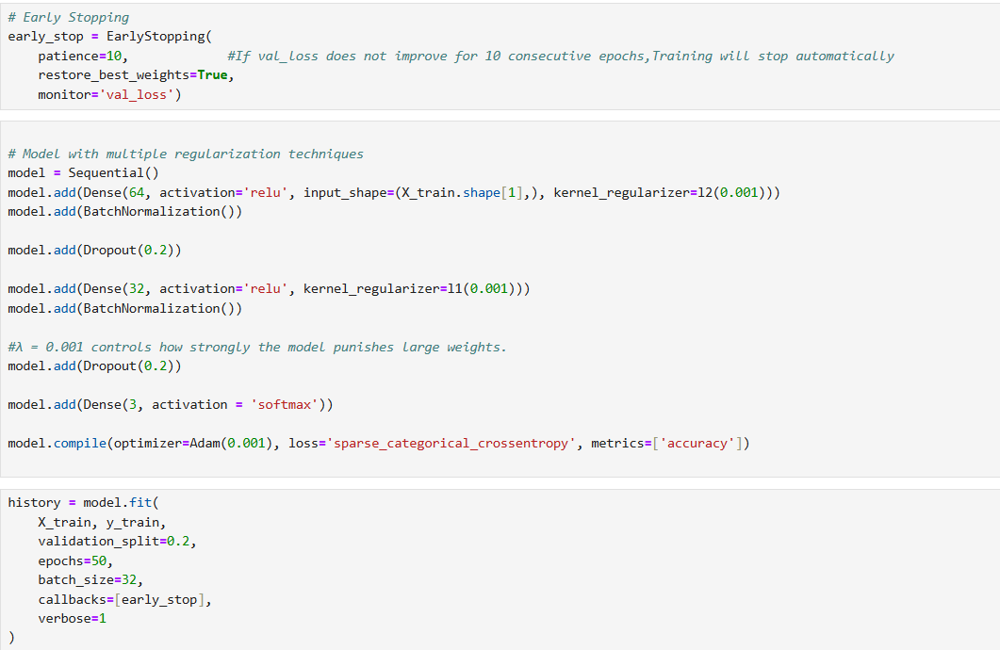 # Early Stopping
early_stop = EarlyStopping(
    patience=10,             #If val_loss does not improve for 10 consecutive epochs,Training will stop automatically
    restore_best_weights=True,
    monitor='val_loss')
# Model with multiple regularization techniques
model = Sequential()
model.add(Dense(64, activation='relu', input_shape=(X_train.shape[1],), kernel_regularizer=l2(0.001)))
model.add(BatchNormalization())
model.add(Dropout(0.2))
model.add(Dense(32, activation='relu', kernel_regularizer=l1(0.001)))
model.add(BatchNormalization())
#λ = 0.001 controls how strongly the model punishes large weights.
model.add(Dropout(0.2))
model.add(Dense(3, activation = 'softmax'))
model.compile(optimizer=Adam(0.001), loss='sparse_categorical_crossentropy', metrics=['accuracy'])
history = model.fit(
    X_train, y_train,
    validation_split=0.2,
    epochs=50,
    batch_size=32,
    callbacks=[early_stop],
    verbose=1
)